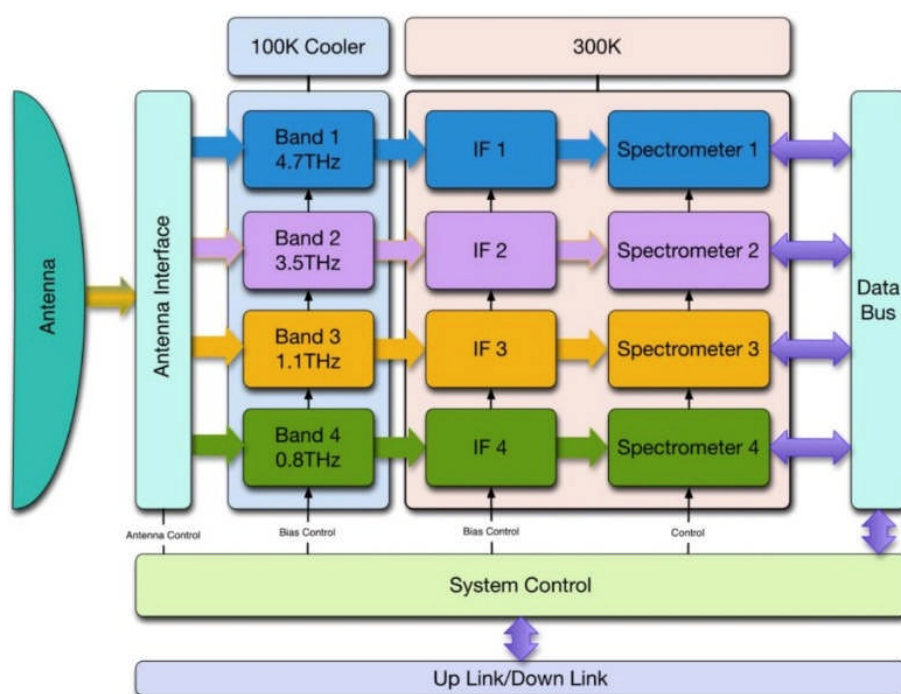 100K Cooler
300K
Antenna
Antenna Interface
Band 1
4.7THz
IF 1
Spectrometer 1
Band 2
3.5THz
IF 2
Spectrometer 2
Data
Bus
Band 3
1.1THz
IF 3
Spectrometer 3
Band 4
0.8THz
IF 4
Spectrometer 4
Antenna Control
Bias Control
Bias Control
Control
System Control
Up Link/Down Link